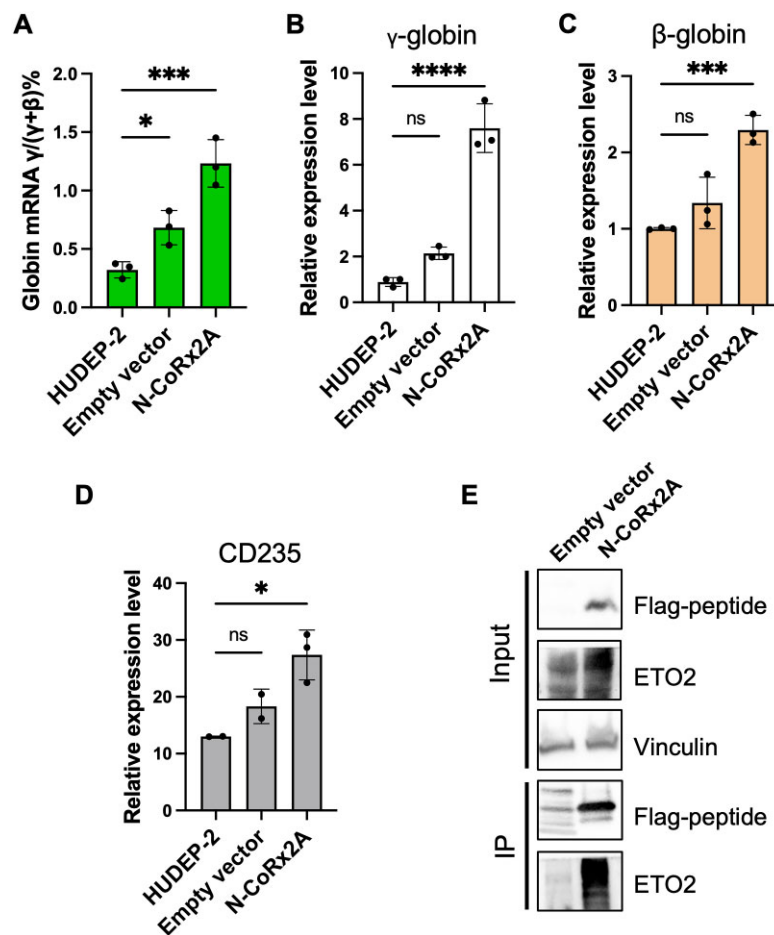 A
Globin mRNA γ/(γ+β)%
2.0
1.5
1.0
0.5
0.0
***
*
HUDEP-2
Empty vector
N-CoRx2A
B
γ-globin
Relative expression level
10
8
6
4
2
0
****
ns
HUDEP-2
Empty vector
N-CoRx2A
C
β-globin
Relative expression level
3
2
1
0
***
ns
HUDEP-2
Empty vector
N-CoRx2A
D
CD235
Relative expression level
40
30
20
10
0
*
ns
HUDEP-2
Empty vector
N-CoRx2A
E
Empty vector
N-CoRx2A
Input
Flag-peptide
ETO2
Vinculin
IP
Flag-peptide
ETO2